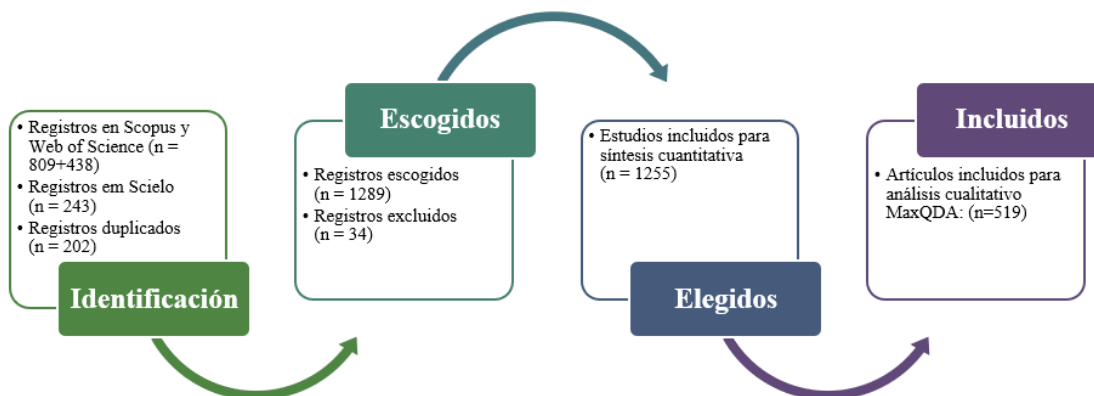 • Registros en Scopus y
Web of Science (n =
809+438)
• Registros em Scielo
(n = 243)
• Registros duplicados
(n = 202)
Identificación
Escogidos
• Registros escogidos
(n = 1289)
• Registros excluidos
(n = 34)
• Estudios incluidos para
síntesis cuantitativa
(n = 1255)
Elegidos
Incluidos
• Artículos incluidos para
análisis cualitativo
MaxQDA: (n=519)